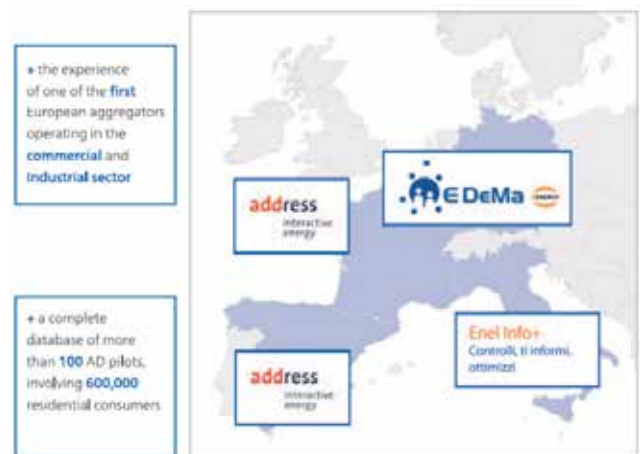 + the experience
of one of the first
European aggregators
operating in the
commercial and
Industrial sector
+ a complete
database of more
than 100 AD pilots,
involving 600,000
residential consumers
address
interactive
energy
E DeMa
address
interactive
energy
Enel Info+
Controlli, ti informi,
ottimizzi